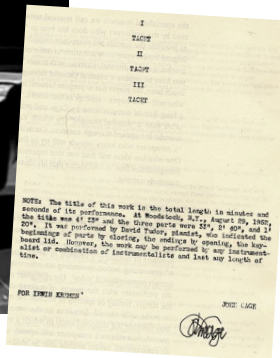 I
TACET
II
TACET
III
TACET
NOTE: The title of this work is the total length in minutes and
seconds of its performance. At Woodstock, N.Y., August 29, 1952,
the title was 4' 33" and the three parts were 33", 2' 40", and 1'
20". It was performed by David Tudor, pianist, who indicated the
beginnings of parts by closing, the endings by opening, the key-
board lid. However, the work may be performed by any instrument-
alist or combination of instrumentalists and last any length of
time.
FOR IRWIN KREMEN
JOHN CAGE